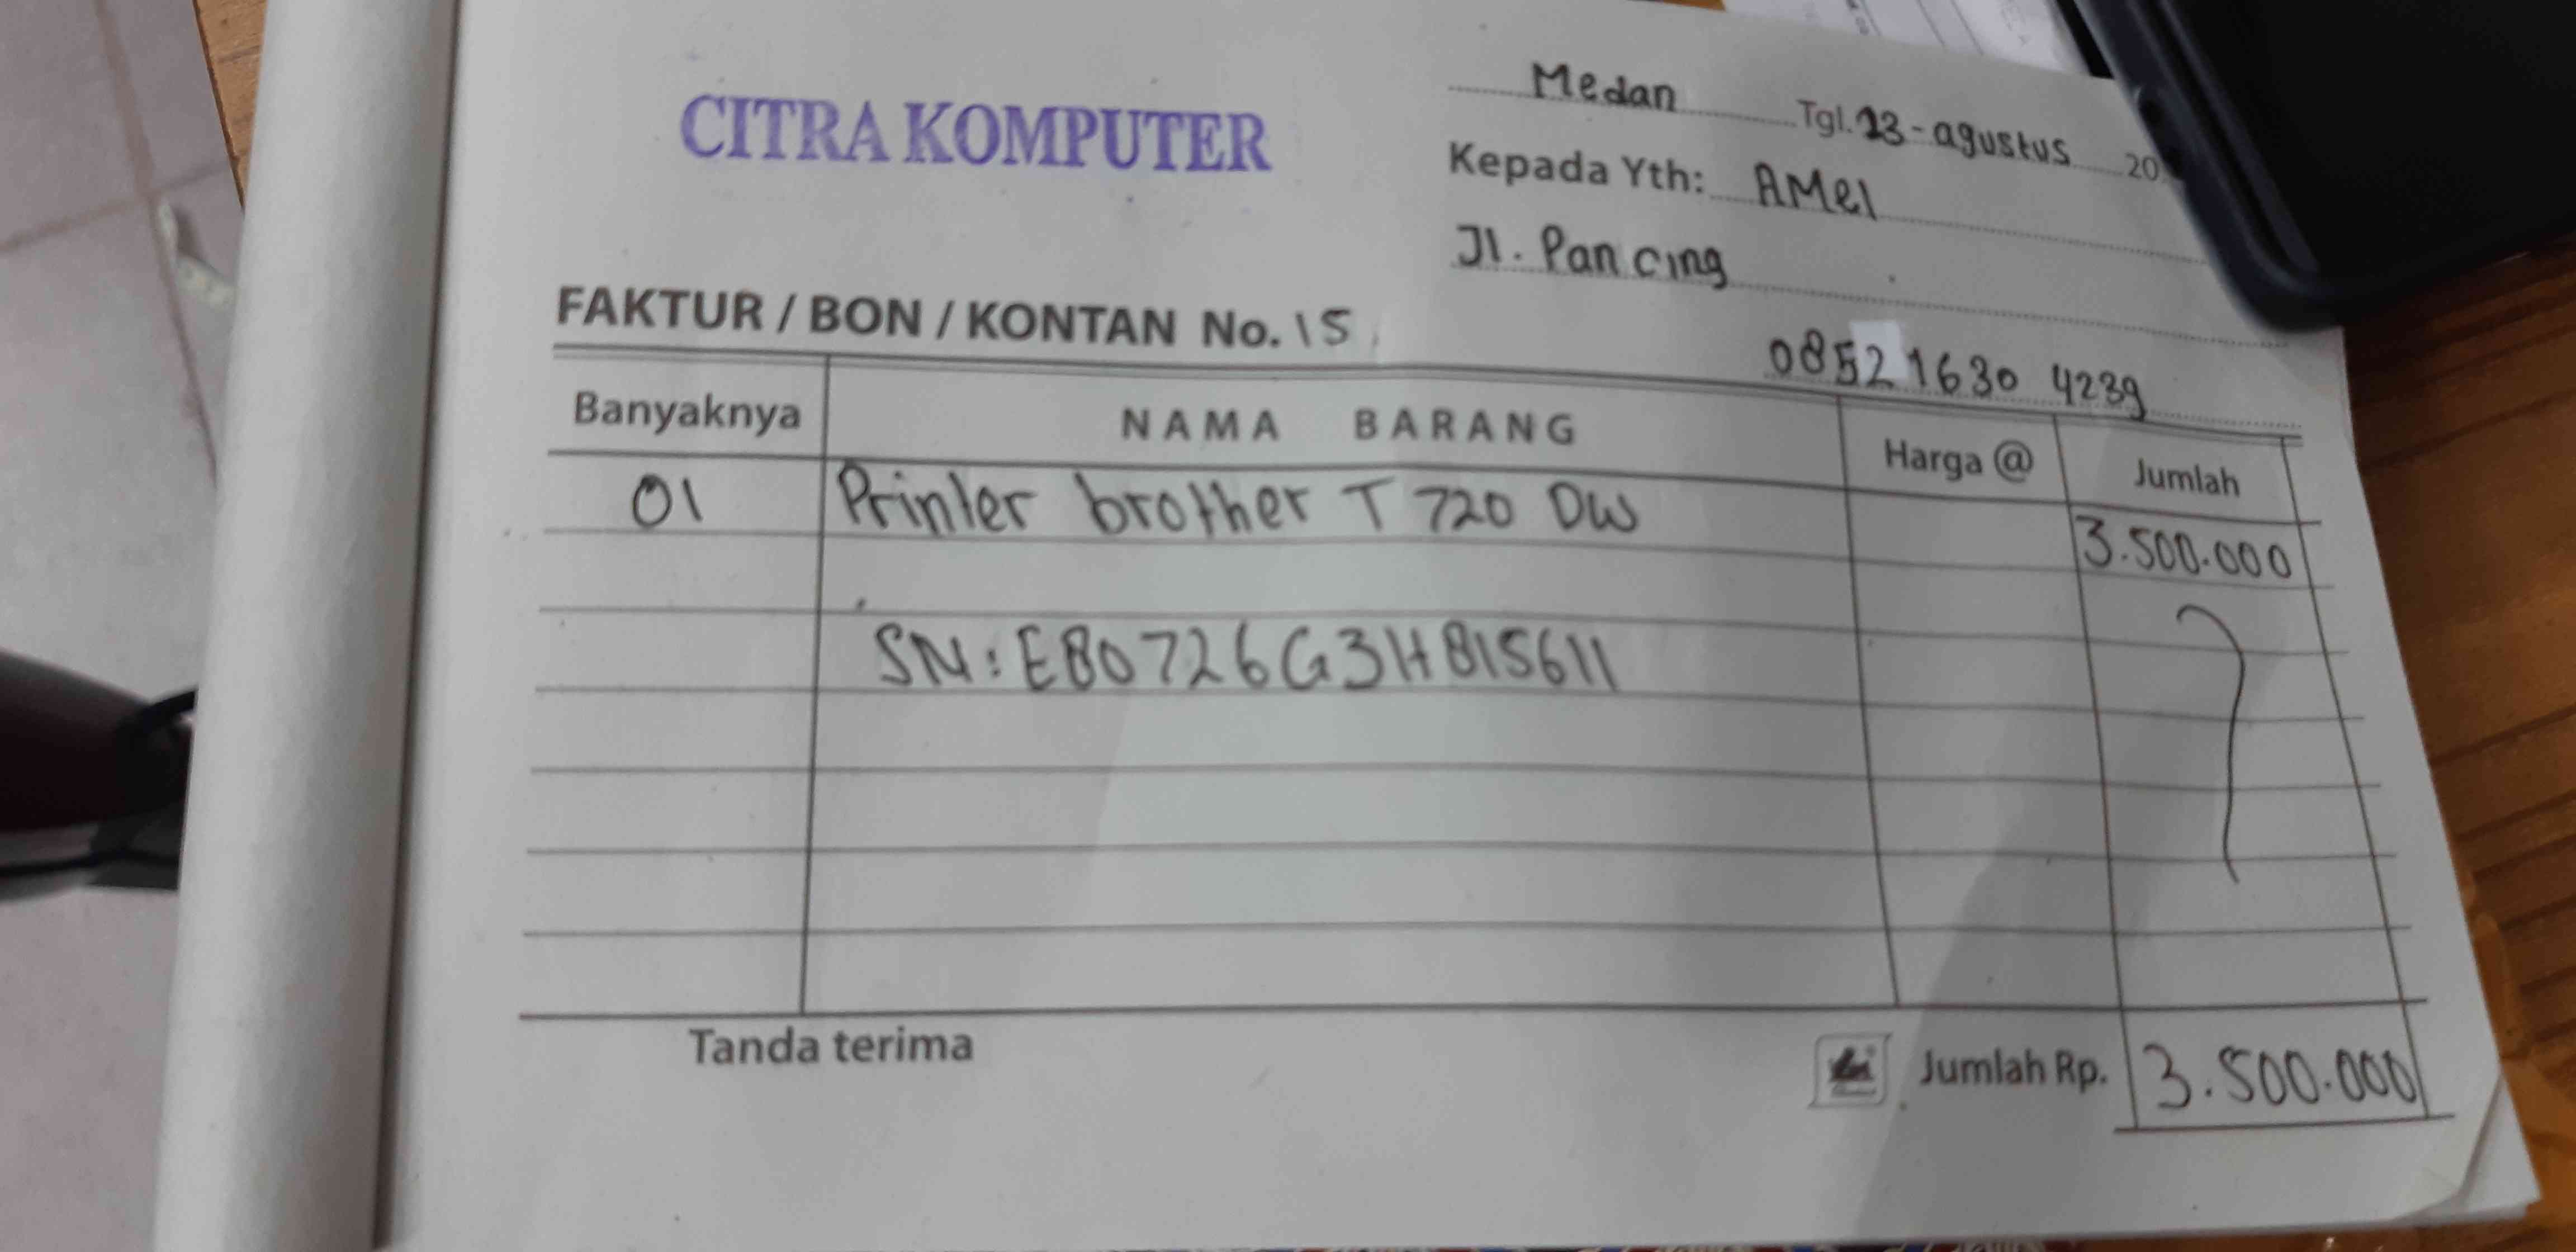 CITRA KOMPUTER
Medan Tgl. 23-agustus 20
Kepada Yth: AMel
Jl. Pancing
0852 1630 4239
FAKTUR / BON / KONTAN No. 15
Banyaknya NAMA BARANG Harga @ Jumlah
01 Printer brother T 720 DW 3.500.000
SN: E80726G3H815611
Tanda terima Jumlah Rp. 3.500.000